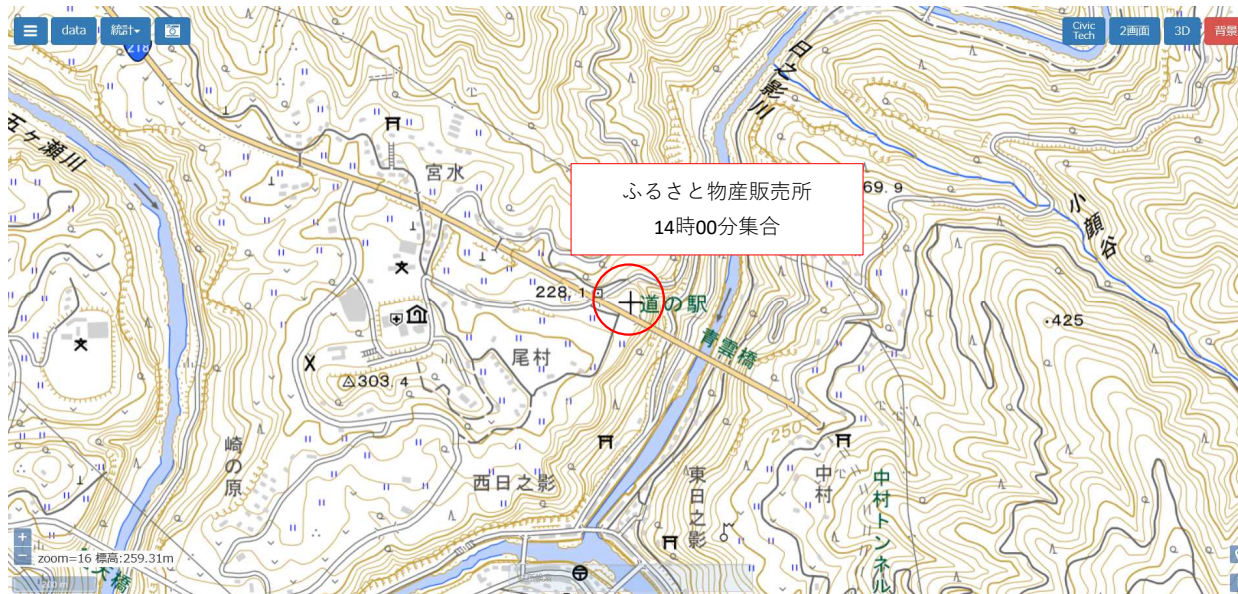 data
統計▾
Civic Tech
2画面
3D
背景
218
五ヶ瀬川
日之影川
宮水
ふるさと物産販売所
14時00分集合
69.9
小顔谷
228.1
道の駅
青雲橋
・425
尾村
303.4
崎の原
西日之影
東日之影
250
中村
中村トンネル
+
−
zoom=16 標高:259.31m
200 m
大橋